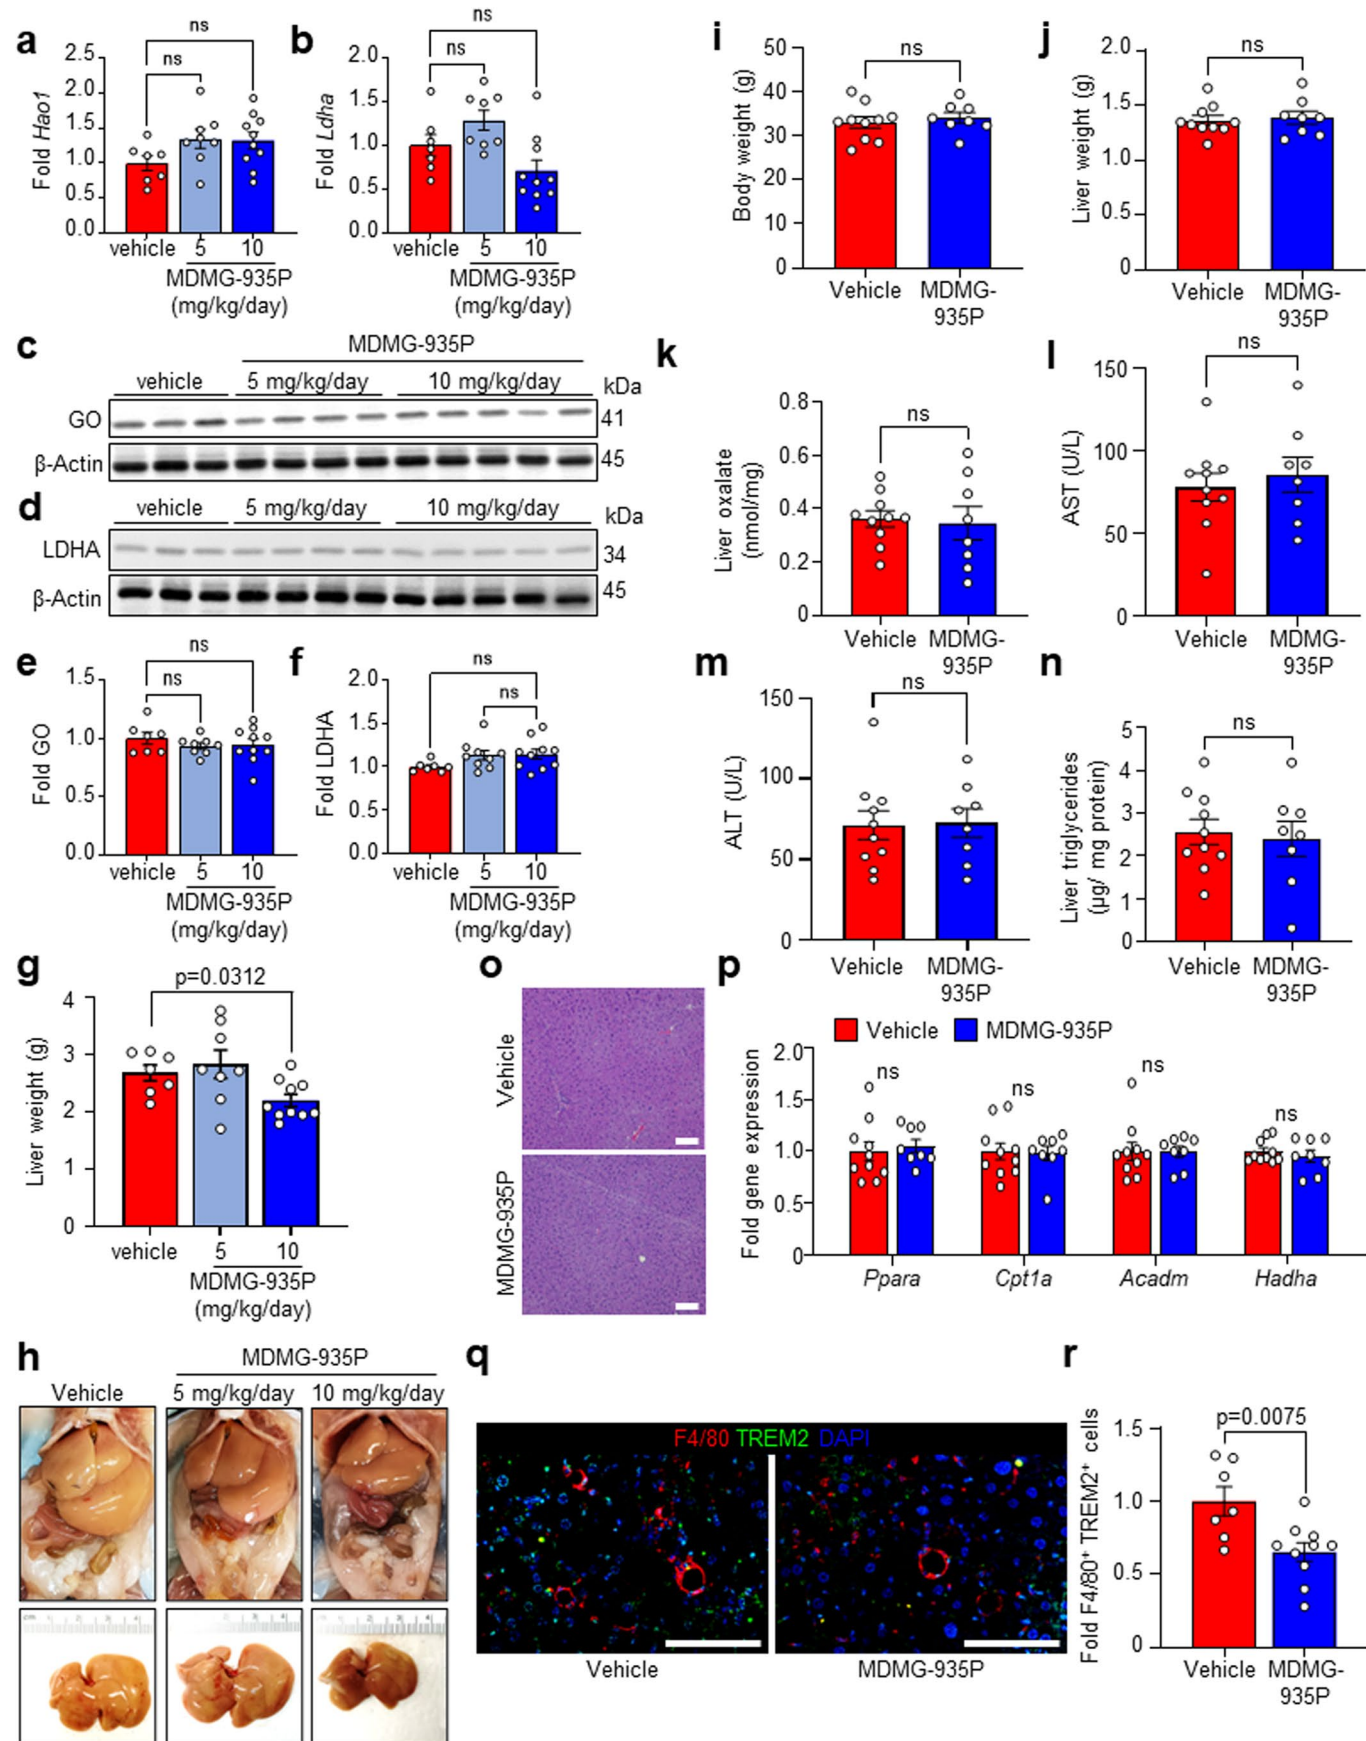 a
ns
ns
Fold Hao1
2.5
2.0
1.5
1.0
0.5
0.0
vehicle 5 10
MDMG-935P
(mg/kg/day)
b
ns
ns
Fold Ldha
2.0
1.5
1.0
0.5
0.0
vehicle 5 10
MDMG-935P
(mg/kg/day)
c
MDMG-935P
vehicle 5 mg/kg/day 10 mg/kg/day kDa
GO 41
β-Actin 45
d
vehicle 5 mg/kg/day 10 mg/kg/day kDa
LDHA 34
β-Actin 45
e
ns
ns
Fold GO
1.5
1.0
0.5
0.0
vehicle 5 10
MDMG-935P
(mg/kg/day)
f
ns
ns
Fold LDHA
2.0
1.5
1.0
0.5
0.0
vehicle 5 10
MDMG-935P
(mg/kg/day)
g
p=0.0312
Liver weight (g)
4
3
2
1
0
vehicle 5 10
MDMG-935P
(mg/kg/day)
h
MDMG-935P
Vehicle 5 mg/kg/day 10 mg/kg/day
i
ns
Body weight (g)
50
40
30
20
10
0
Vehicle MDMG-
935P
j
ns
Liver weight (g)
2.0
1.5
1.0
0.5
0
Vehicle MDMG-
935P
k
ns
Liver oxalate
(nmol/mg)
0.8
0.6
0.4
0.2
0
Vehicle MDMG-
935P
l
ns
AST (U/L)
150
100
50
0
Vehicle MDMG-
935P
m
ns
ALT (U/L)
150
100
50
0
Vehicle MDMG-
935P
n
ns
Liver triglycerides
(µg/ mg protein)
5
4
3
2
1
0
Vehicle MDMG-
935P
o
Vehicle
MDMG-935P
p
Vehicle MDMG-935P
Fold gene expression
2.0
1.5
1.0
0.5
0
ns
ns
ns
ns
Ppara Cpt1a Acadm Hadha
q
F4/80 TREM2 DAPI
Vehicle MDMG-935P
r
p=0.0075
Fold F4/80⁺ TREM2⁺ cells
1.5
1.0
0.5
0
Vehicle MDMG-
935P